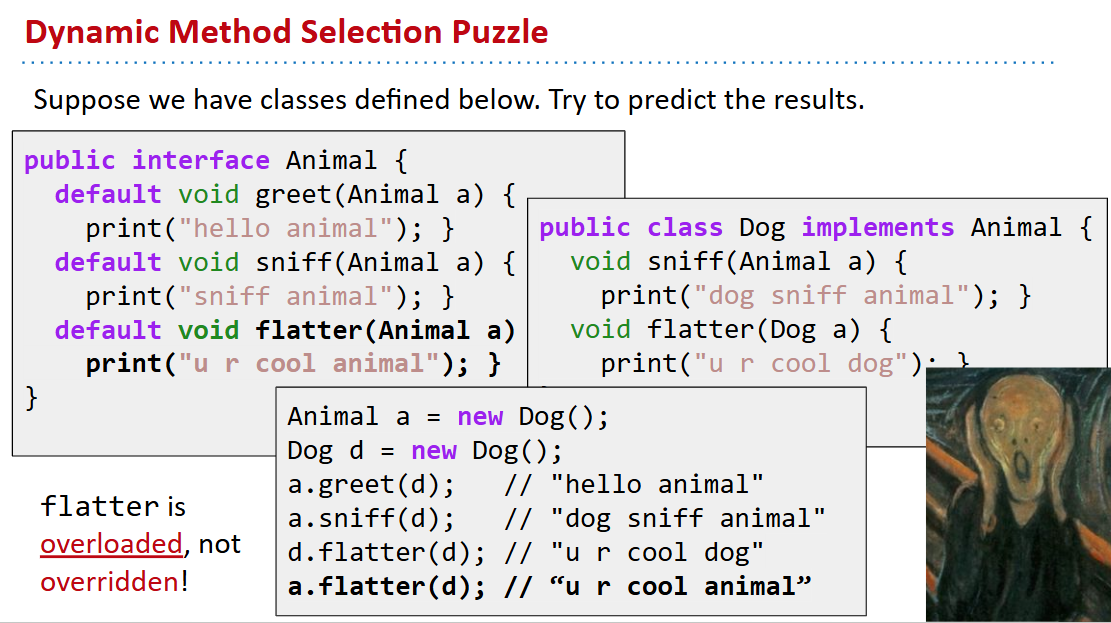 Dynamic Method Selection Puzzle
Suppose we have classes defined below. Try to predict the results.
public interface Animal {
default void greet(Animal a) {
print("hello animal"); }
default void sniff(Animal a) {
print("sniff animal"); }
default void flatter(Animal a)
print("u r cool animal"); }
}
public class Dog implements Animal {
void sniff(Animal a) {
print("dog sniff animal"); }
void flatter(Dog a) {
print("u r cool dog"); }
Animal a = new Dog();
Dog d = new Dog();
a.greet(d); // "hello animal"
a.sniff(d); // "dog sniff animal"
d.flatter(d); // "u r cool dog"
a.flatter(d); // “u r cool animal”
flatter is
overloaded, not
overridden!